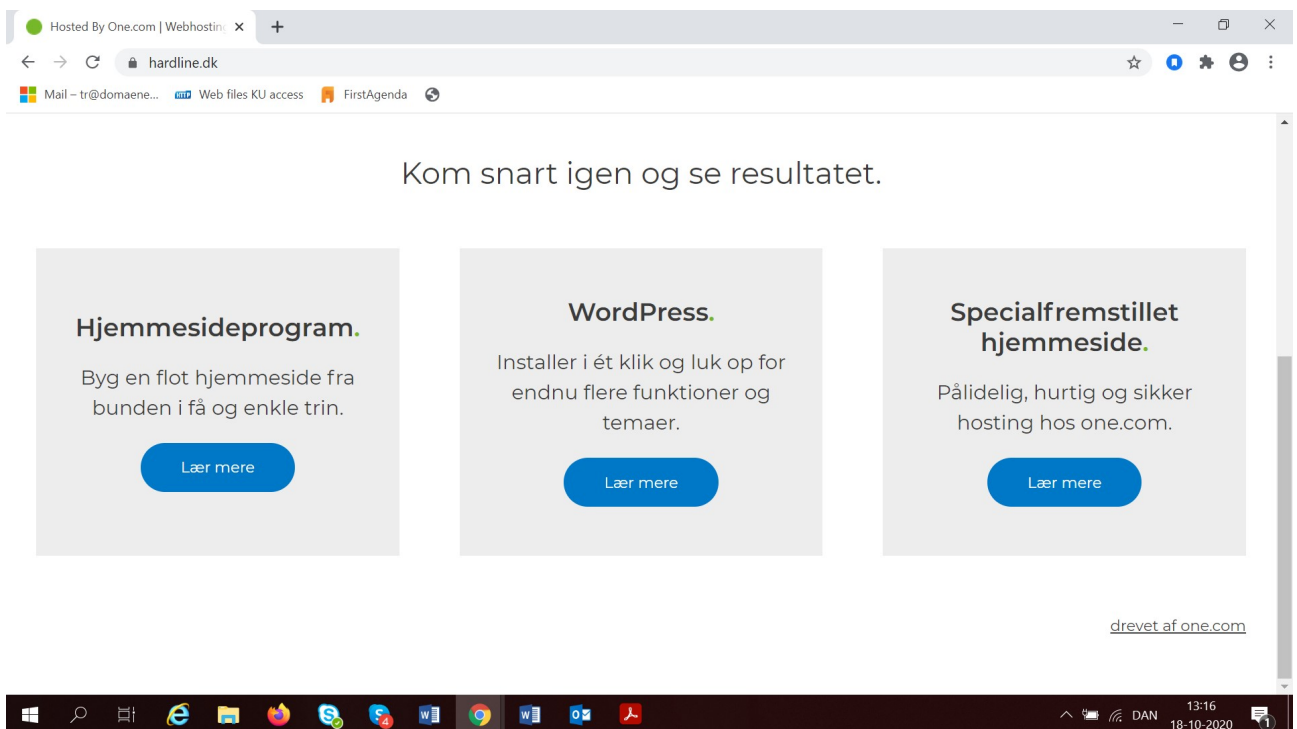 Hosted By One.com | Webhosting
hardline.dk
Mail – tr@domaene... Web files KU access FirstAgenda
Kom snart igen og se resultatet.
Hjemmesideprogram.
Byg en flot hjemmeside fra
bunden i få og enkle trin.
Lær mere
WordPress.
Installer i ét klik og luk op for
endnu flere funktioner og
temaer.
Lær mere
Specialfremstillet
hjemmeside.
Pålidelig, hurtig og sikker
hosting hos one.com.
Lær mere
drevet af one.com
DAN
13:16
18-10-2020